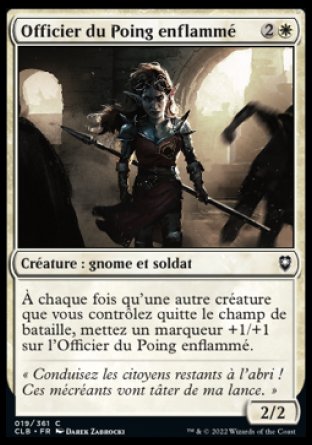 Officier du Poing enflammé 2
Créature : gnome et soldat
À chaque fois qu'une autre créature
que vous contrôlez quitte le champ de
bataille, mettez un marqueur +1/+1
sur l'Officier du Poing enflammé.
« Conduisez les citoyens restants à l'abri !
Ces mécréants vont tâter de ma lance. »
2/2
019/361 C
CLB • FR DAREK ZABROCKI
™ & © 2022 Wizards of the Coast